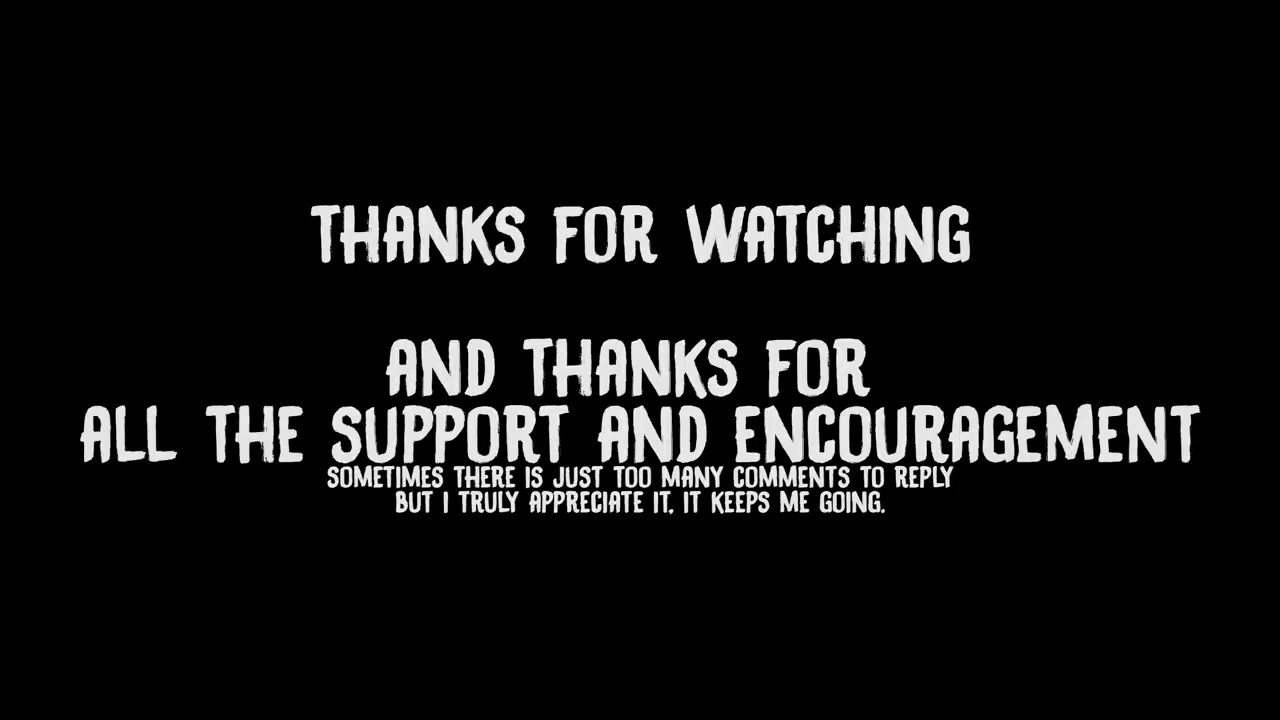 THANKS FOR WATCHING
AND THANKS FOR
ALL THE SUPPORT AND ENCOURAGEMENT
SOMETIMES THERE IS JUST TOO MANY COMMENTS TO REPLY
BUT I TRULY APPRECIATE IT, IT KEEPS ME GOING.